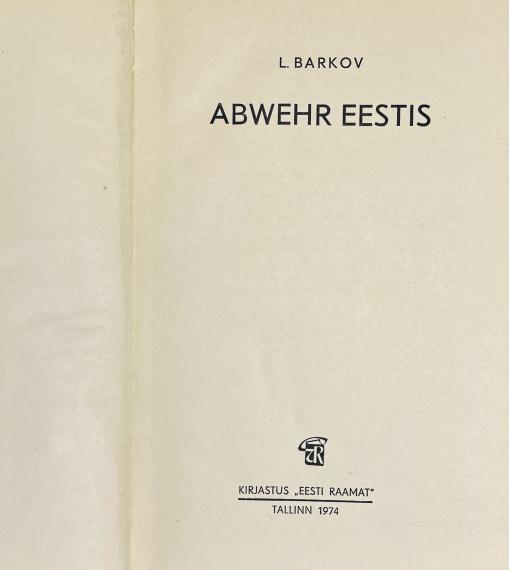 L. BARKOV
ABWEHR EESTIS
KIRJASTUS „EESTI RAAMAT"
TALLINN 1974